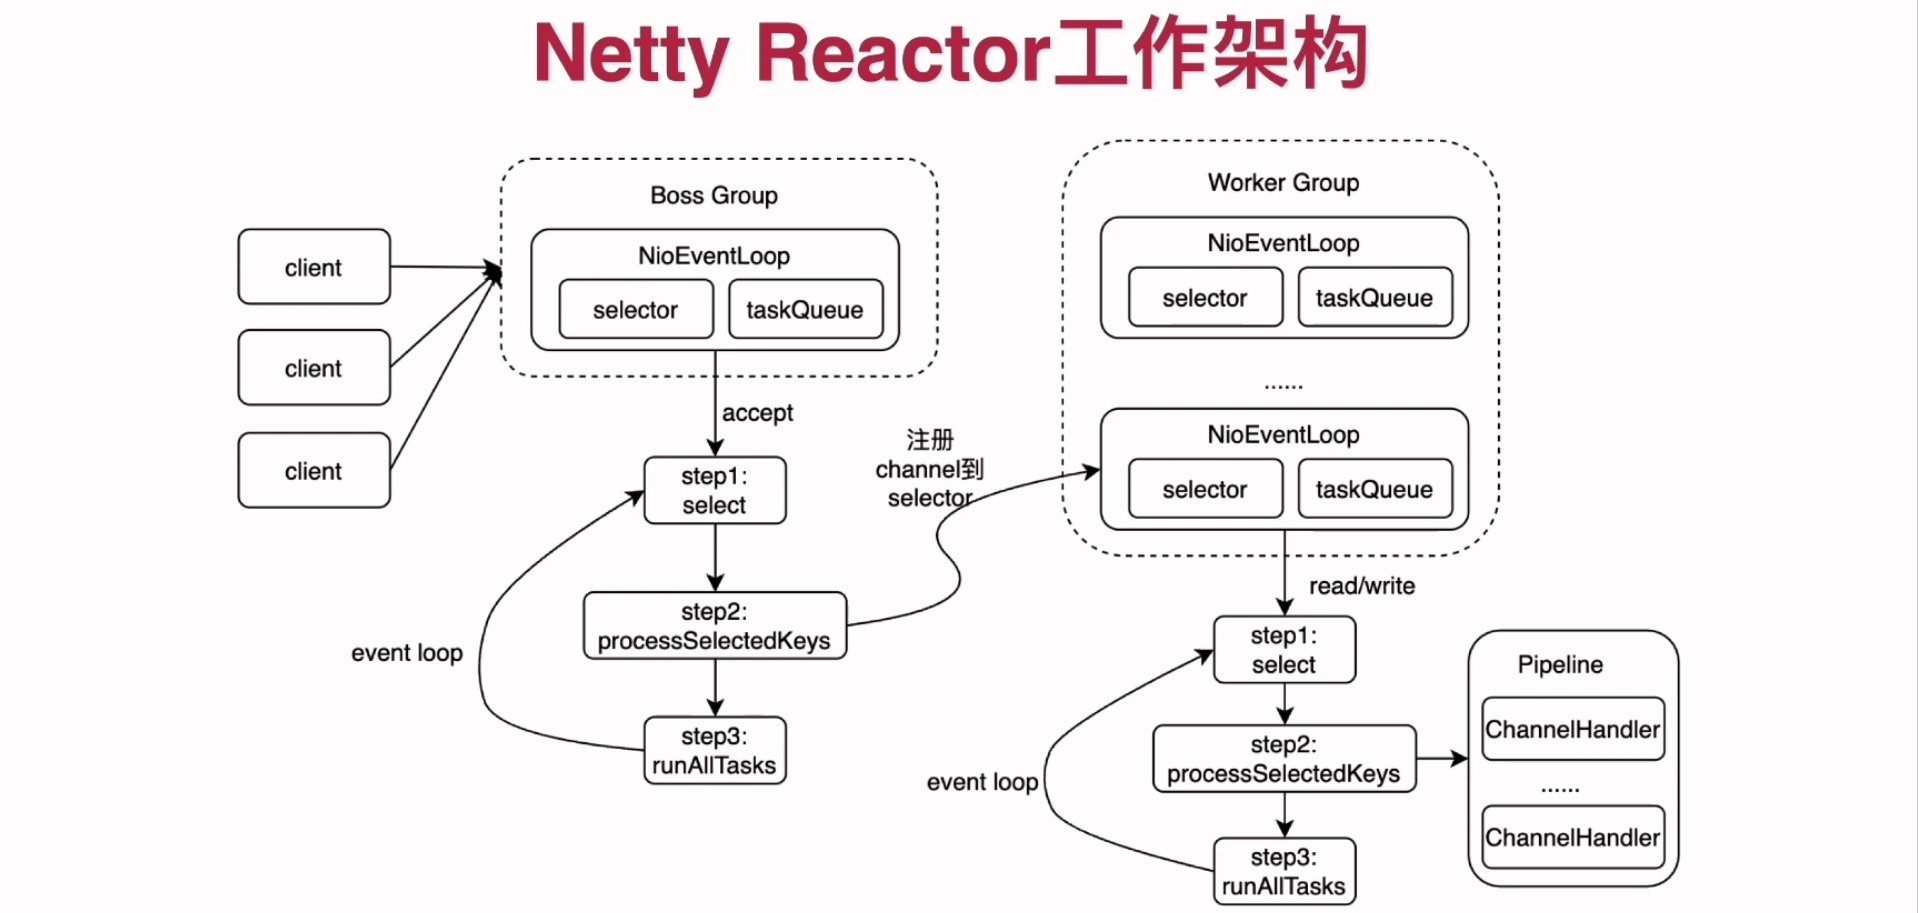 Netty Reactor工作架构
client
client
client
Boss Group
NioEventLoop
selector
taskQueue
accept
step1:
select
step2:
processSelectedKeys
step3:
runAllTasks
event loop
注册
channel到
selector
Worker Group
NioEventLoop
selector
taskQueue
......
NioEventLoop
selector
taskQueue
read/write
step1:
select
step2:
processSelectedKeys
step3:
runAllTasks
event loop
Pipeline
ChannelHandler
......
ChannelHandler